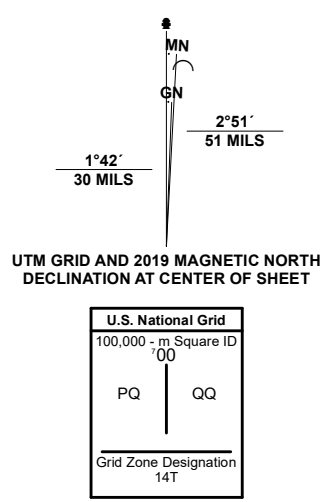 MN
GN
2°51´
51 MILS
1°42´
30 MILS
UTM GRID AND 2019 MAGNETIC NORTH
DECLINATION AT CENTER OF SHEET
U.S. National Grid
100,000 - m Square ID
⁷00
PQ QQ
Grid Zone Designation
14T